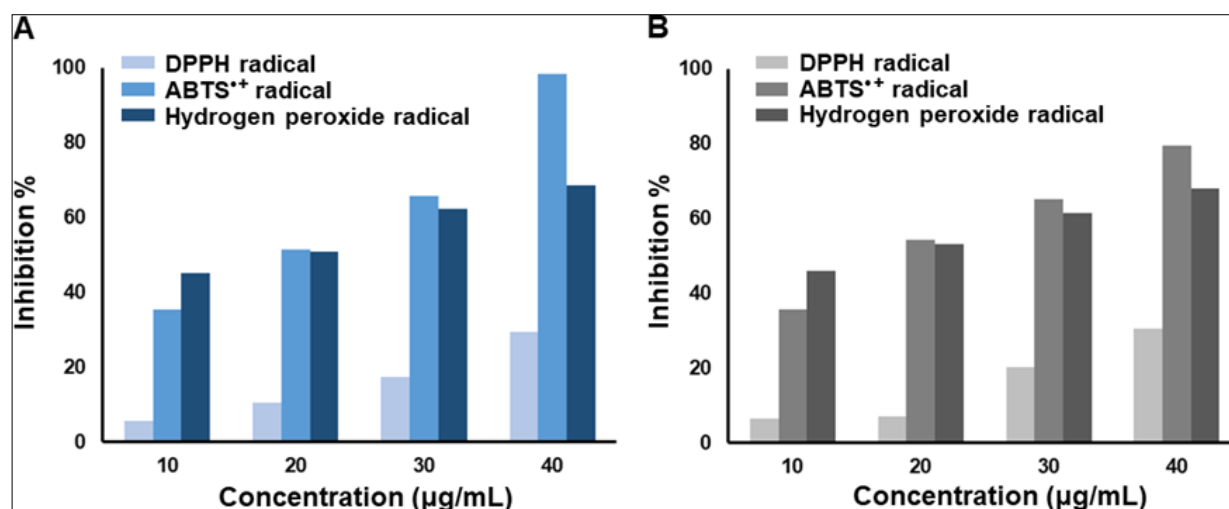 A
DPPH radical
ABTS•+ radical
Hydrogen peroxide radical
100
80
60
40
20
0
Inhibition %
10 20 30 40
Concentration (µg/mL)
B
DPPH radical
ABTS•+ radical
Hydrogen peroxide radical
100
80
60
40
20
0
Inhibition %
10 20 30 40
Concentration (µg/mL)